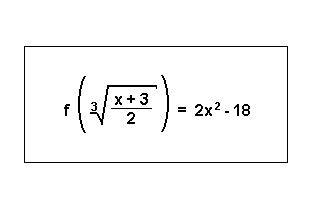 f ( ∛((x + 3)/2) ) = 2x² - 18